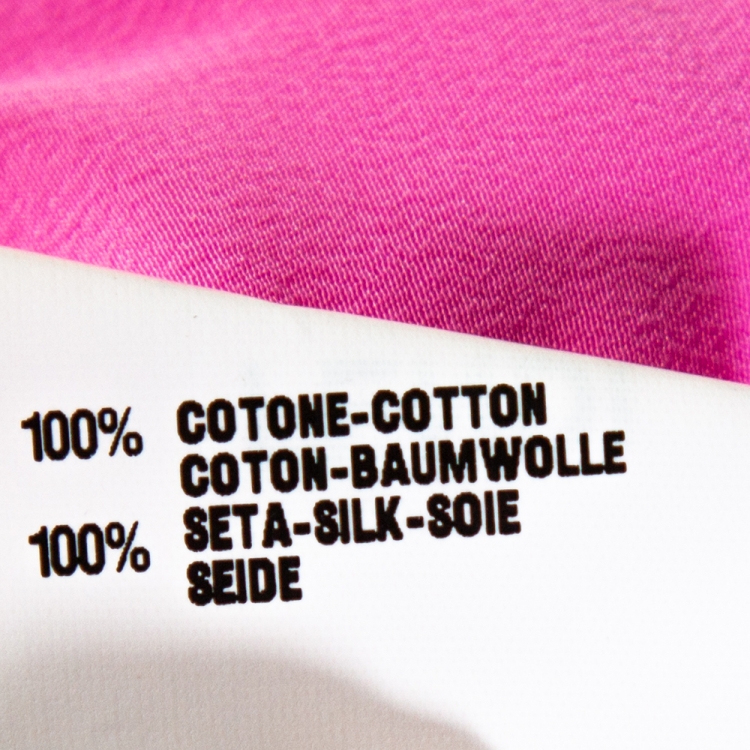 100% COTONE-COTTON
COTON-BAUMWOLLE
100% SETA-SILK-SOIE
SEIDE